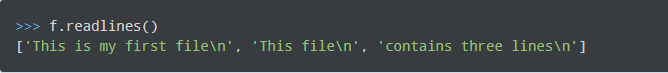 >>> f.readlines()
['This is my first file\n', 'This file\n', 'contains three lines\n']